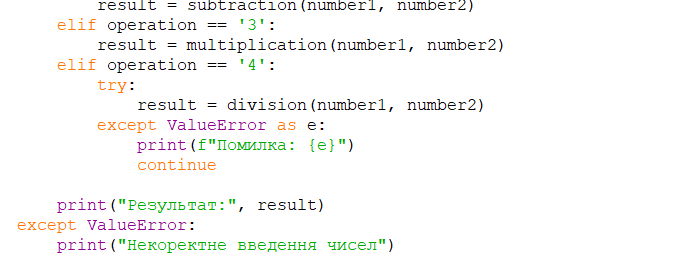 result = subtraction(number1, number2)
elif operation == '3':
result = multiplication(number1, number2)
elif operation == '4':
try:
result = division(number1, number2)
except ValueError as e:
print(f"Помилка: {e}")
continue
print("Результат:", result)
except ValueError:
print("Некоректне введення чисел")